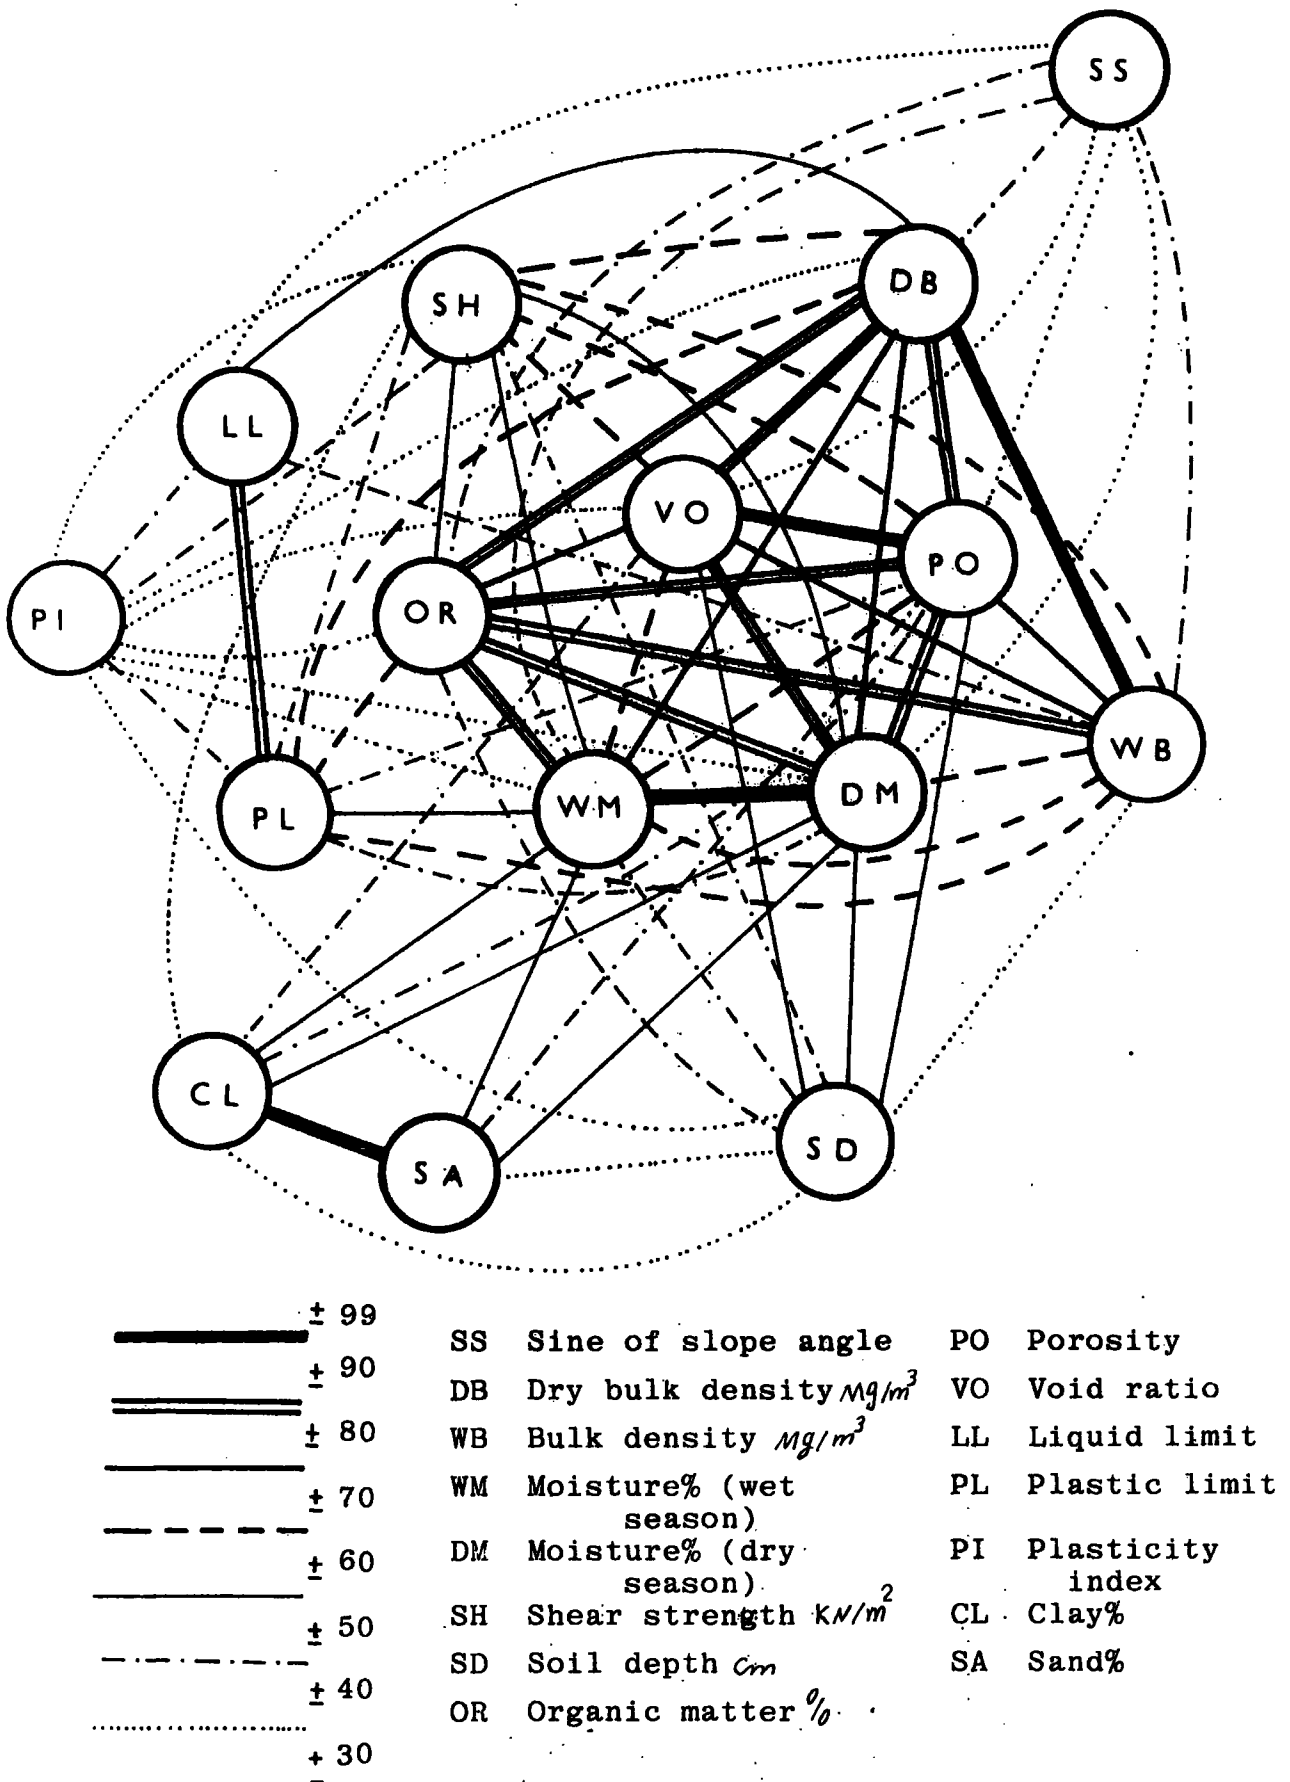 SS
DB
SH
LL
VO
PO
OR
PI
WB
WM
DM
PL
CL
SA
SD
± 99
± 90
± 80
± 70
± 60
± 50
± 40
± 30
SS Sine of slope angle
DB Dry bulk density Mg/m³
WB Bulk density Mg/m³
WM Moisture% (wet
season)
DM Moisture% (dry
season)
SH Shear strength KN/m²
SD Soil depth cm
OR Organic matter %
PO Porosity
VO Void ratio
LL Liquid limit
PL Plastic limit
PI Plasticity
index
CL Clay%
SA Sand%